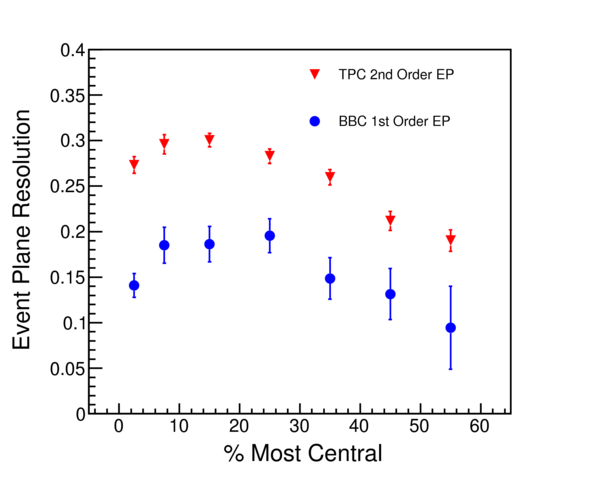 0.4
TPC 2nd Order EP
0.35
BBC 1st Order EP
0.3
0.25
0.2
0.15
0.1
0.05
0
Event Plane Resolution
0 10 20 30 40 50 60
% Most Central